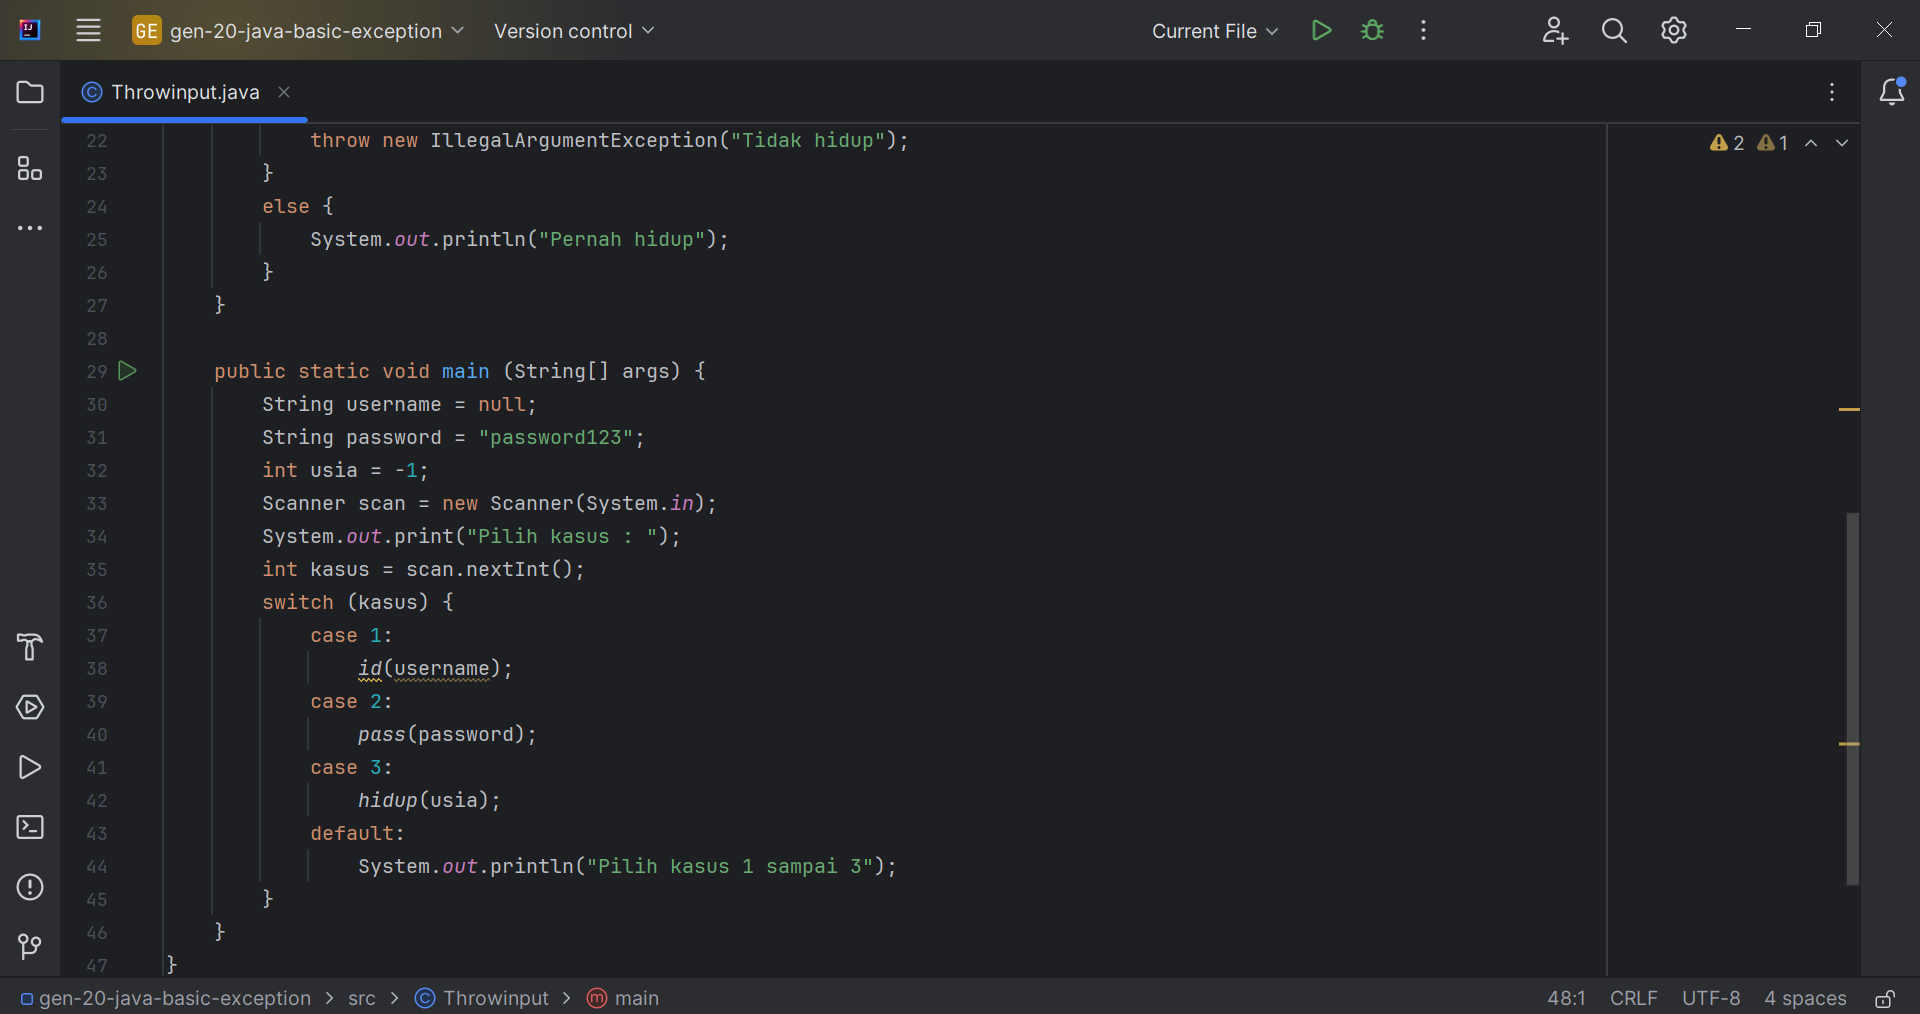 GE gen-20-java-basic-exception Version control Current File
Throwinput.java
2 1
22 throw new IllegalArgumentException("Tidak hidup");
23 }
24 else {
25 System.out.println("Pernah hidup");
26 }
27 }
28
29 public static void main (String[] args) {
30 String username = null;
31 String password = "password123";
32 int usia = -1;
33 Scanner scan = new Scanner(System.in);
34 System.out.print("Pilih kasus : ");
35 int kasus = scan.nextInt();
36 switch (kasus) {
37 case 1:
38 id(username);
39 case 2:
40 pass(password);
41 case 3:
42 hidup(usia);
43 default:
44 System.out.println("Pilih kasus 1 sampai 3");
45 }
46 }
47 }
gen-20-java-basic-exception > src > Throwinput > main 48:1 CRLF UTF-8 4 spaces